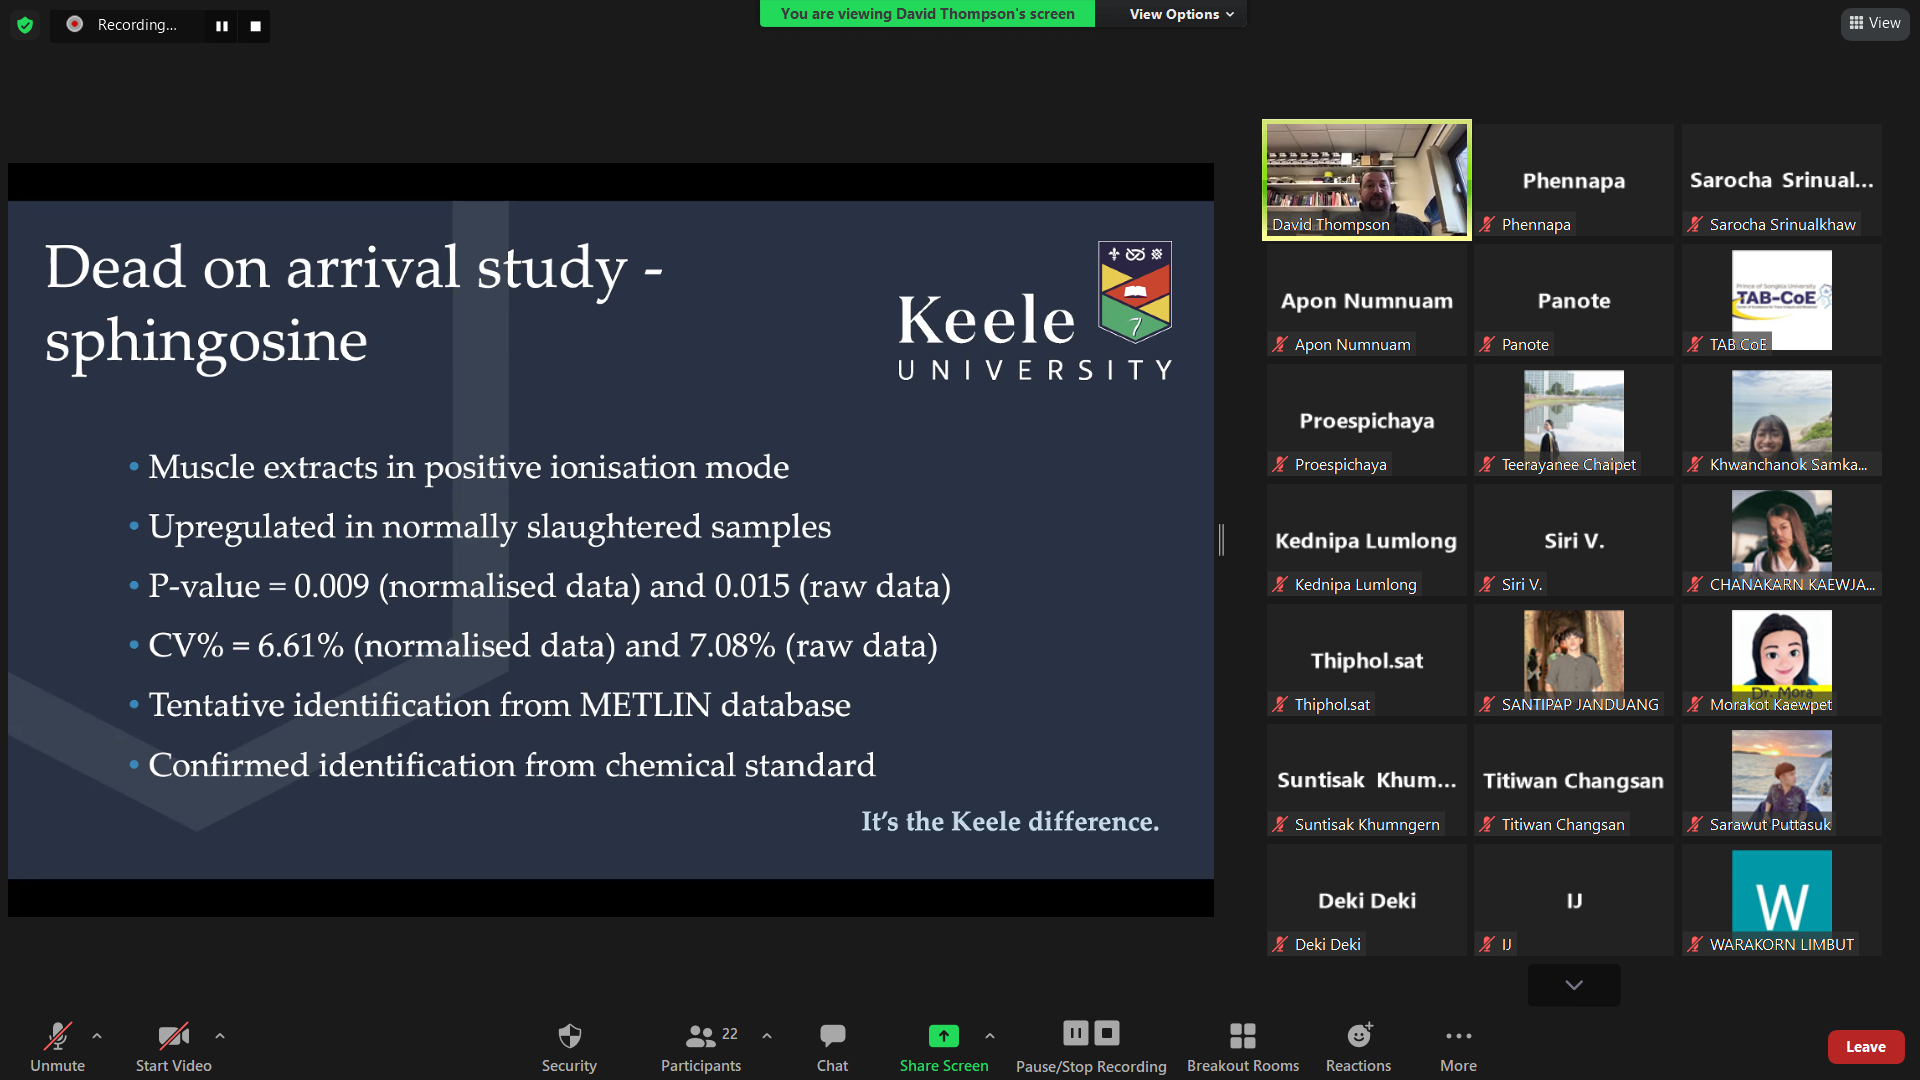 Recording...
You are viewing David Thompson's screen
View Options
View
Dead on arrival study -
sphingosine
Keele
UNIVERSITY
• Muscle extracts in positive ionisation mode
• Upregulated in normally slaughtered samples
• P-value = 0.009 (normalised data) and 0.015 (raw data)
• CV% = 6.61% (normalised data) and 7.08% (raw data)
• Tentative identification from METLIN database
• Confirmed identification from chemical standard
It's the Keele difference.
David Thompson
Phennapa
Phennapa
Sarocha Srinual...
Sarocha Srinualkhaw
Apon Numnuam
Apon Numnuam
Panote
Panote
Prince of Songkla University
TAB-CoE
TAB CoE
Proespichaya
Proespichaya
Teerayanee Chaipet
Khwanchanok Samka...
Kednipa Lumlong
Kednipa Lumlong
Siri V.
Siri V.
CHANAKARN KAEWJA...
Thiphol.sat
Thiphol.sat
SANTIPAP JANDUANG
Dr. Mora
Morakot Kaewpet
Suntisak Khum...
Suntisak Khumngern
Titiwan Changsan
Titiwan Changsan
Sarawut Puttasuk
Deki Deki
Deki Deki
IJ
IJ
W
WARAKORN LIMBUT
Unmute
Start Video
Security
22
Participants
Chat
Share Screen
Pause/Stop Recording
Breakout Rooms
Reactions
More
Leave